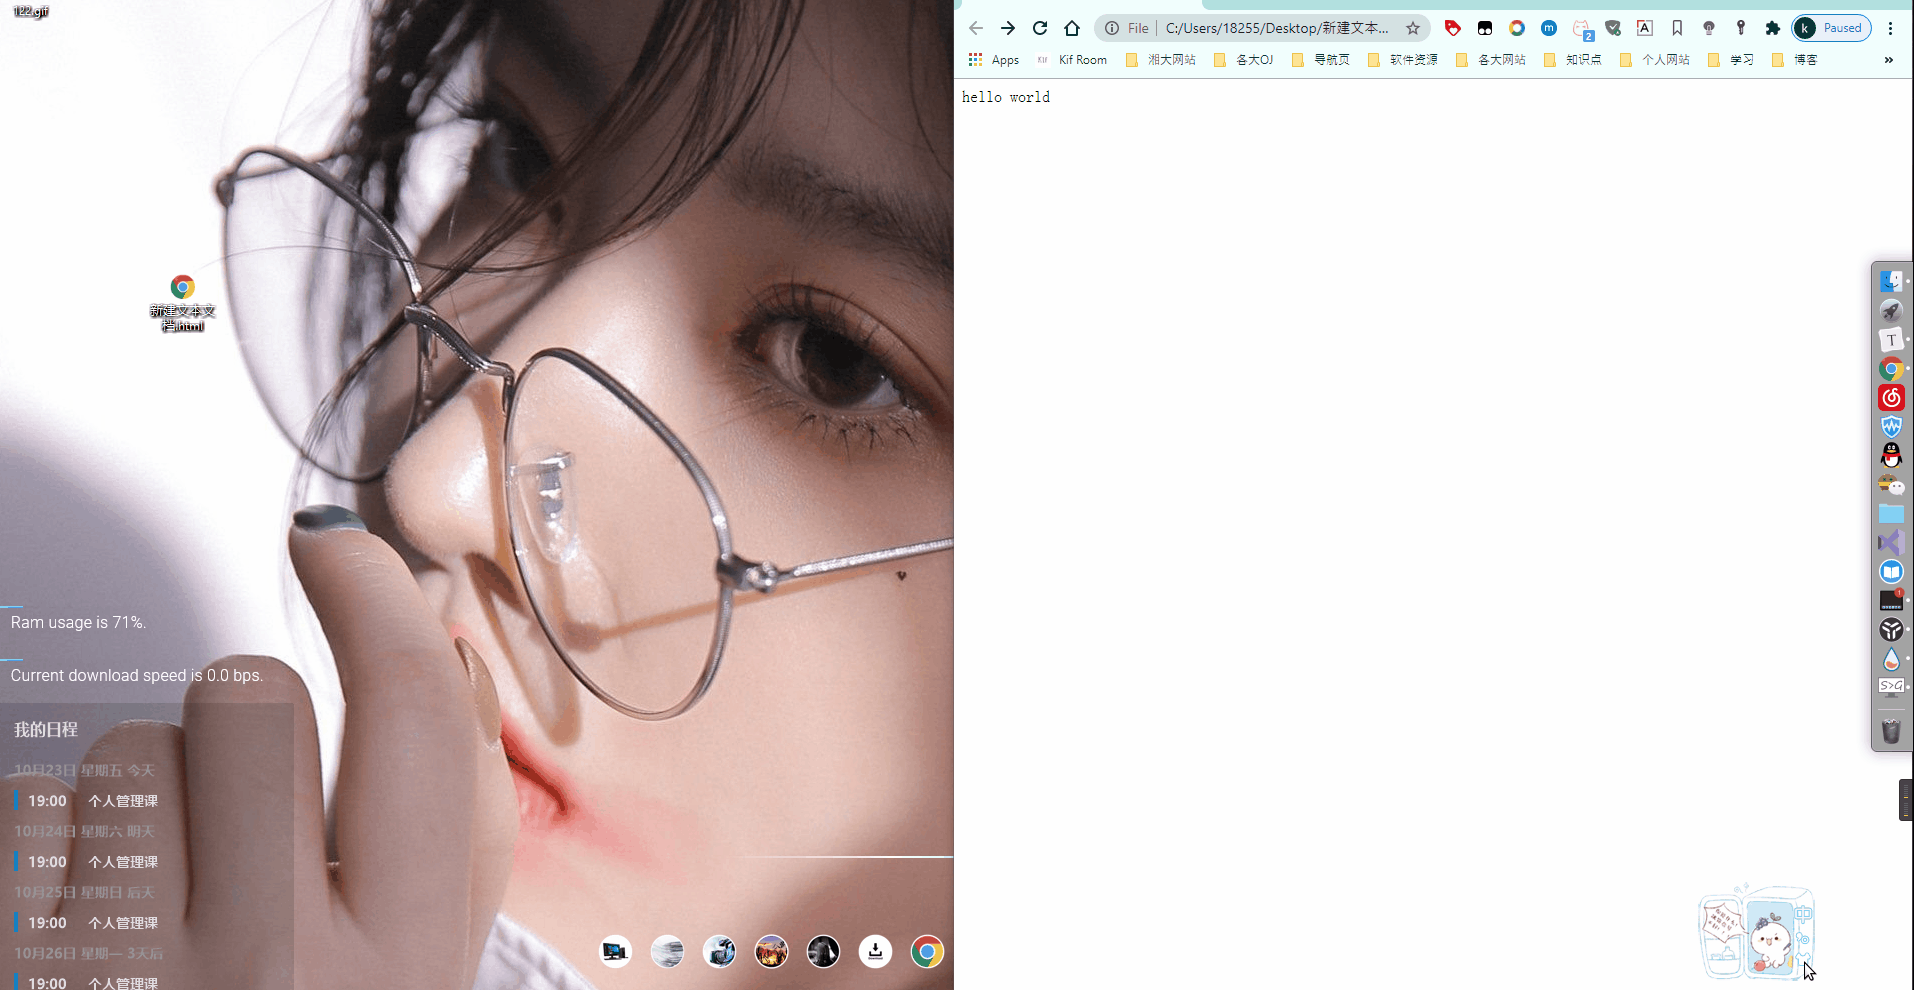 122.gif
新建文本文
档.html
Ram usage is 71%.
Current download speed is 0.0 bps.
我的日程
10月23日 星期五 今天
19:00 个人管理课
10月24日 星期六 明天
19:00 个人管理课
10月25日 星期日 后天
19:00 个人管理课
10月26日 星期一 3天后
19:00 个人管理课
File C:/Users/18255/Desktop/新建文本... k Paused
Apps Kif Room 湘大网站 各大OJ 导航页 软件资源 各大网站 知识点 个人网站 学习 博客 »
hello world
T
S>G
中